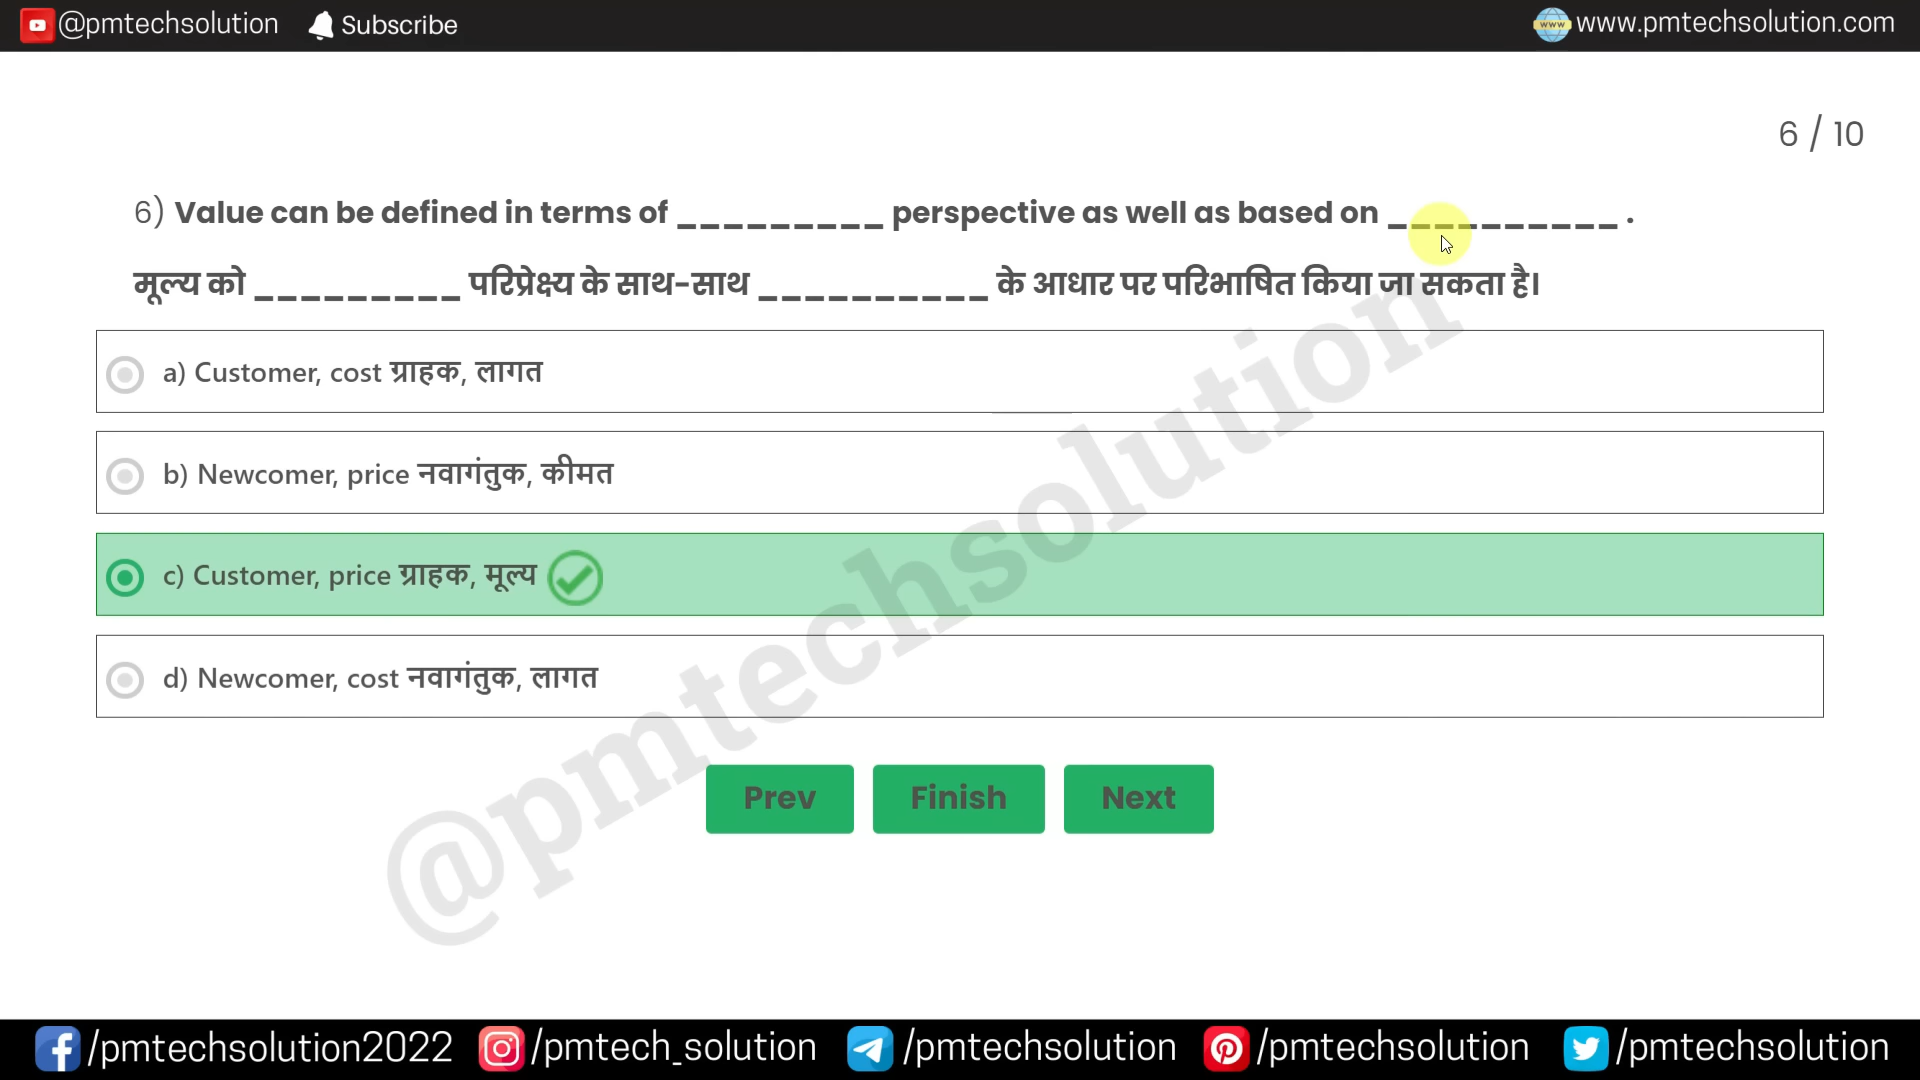 @pmtechsolution Subscribe www.pmtechsolution.com
6 / 10
6) Value can be defined in terms of _________ perspective as well as based on __________ .
मूल्य को _________ परिप्रेक्ष्य के साथ-साथ __________ के आधार पर परिभाषित किया जा सकता है।
a) Customer, cost ग्राहक, लागत
b) Newcomer, price नवागंतुक, कीमत
c) Customer, price ग्राहक, मूल्य
d) Newcomer, cost नवागंतुक, लागत
Prev Finish Next
@pmtechsolution
/pmtechsolution2022 /pmtech_solution /pmtechsolution /pmtechsolution /pmtechsolution